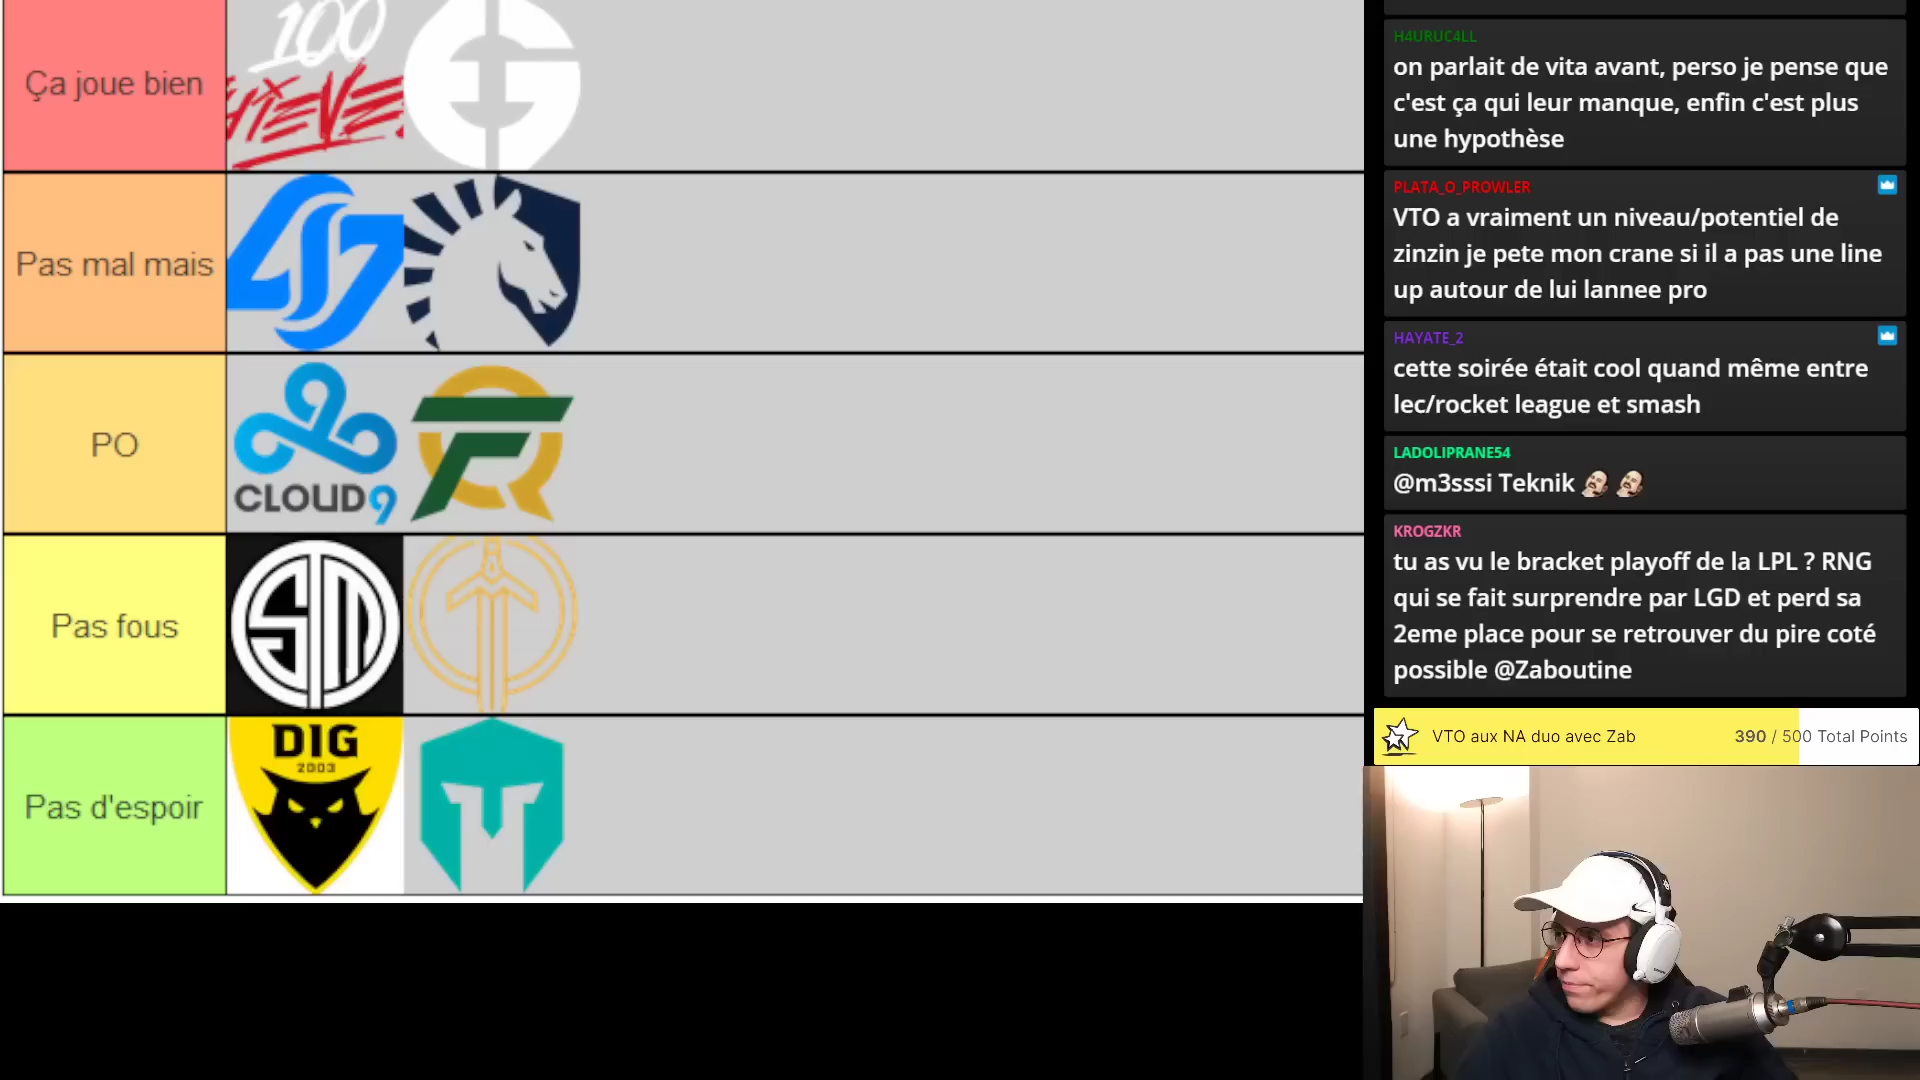 Ça joue bien
100
Pas mal mais
PO
CLOUD9
Pas fous
TSM
Pas d'espoir
DIG
2003
H4URUC4LL
on parlait de vita avant, perso je pense que
c'est ça qui leur manque, enfin c'est plus
une hypothèse
PLATA_O_PROWLER
VTO a vraiment un niveau/potentiel de
zinzin je pete mon crane si il a pas une line
up autour de lui lannee pro
HAYATE_2
cette soirée était cool quand même entre
lec/rocket league et smash
LADOLIPRANE54
@m3sssi Teknik
KROGZKR
tu as vu le bracket playoff de la LPL ? RNG
qui se fait surprendre par LGD et perd sa
2eme place pour se retrouver du pire coté
possible @Zaboutine
VTO aux NA duo avec Zab 390 / 500 Total Points